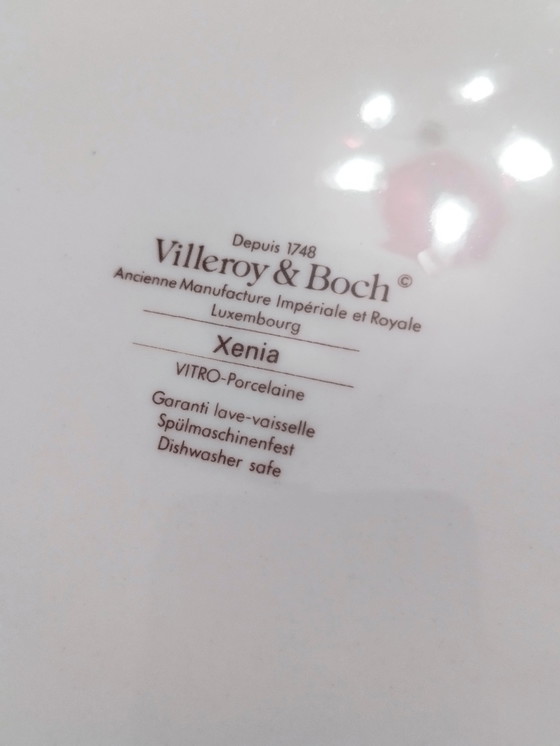 Depuis 1748
Villeroy & Boch ©
Ancienne Manufacture Impériale et Royale
Luxembourg
Xenia
VITRO-Porcelaine
Garanti lave-vaisselle
Spülmaschinenfest
Dishwasher safe